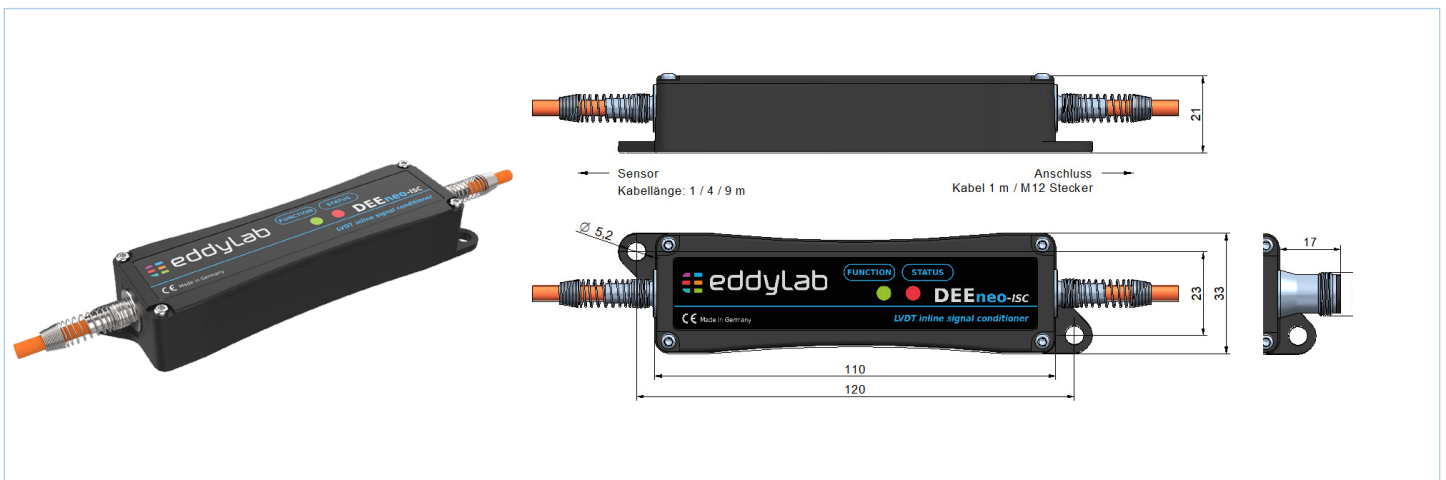 eddyLab
FUNCTION
STATUS
DEEneo-ISC
LVDT inline signal conditioner
CE Made in Germany
21
Sensor
Kabellänge: 1 / 4 / 9 m
Anschluss
Kabel 1 m / M12 Stecker
Ø 5,2
eddyLab
FUNCTION STATUS
DEEneo-ISC
CE Made in Germany
LVDT inline signal conditioner
23
33
17
110
120